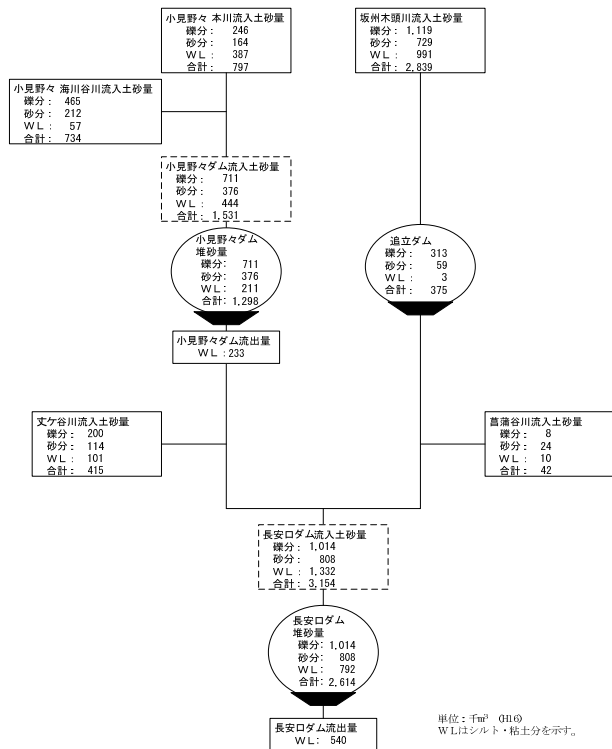 小見野々 本川流入土砂量
礫分： 246
砂分： 164
ＷＬ： 387
合計： 797
坂州木頭川流入土砂量
礫分： 1,119
砂分： 729
ＷＬ： 991
合計： 2,839
小見野々 海川谷川流入土砂量
礫分： 465
砂分： 212
ＷＬ： 57
合計： 734
小見野々ダム流入土砂量
礫分： 711
砂分： 376
ＷＬ： 444
合計： 1,531
小見野々ダム
堆砂量
礫分： 711
砂分： 376
ＷＬ： 211
合計： 1,298
追立ダム
礫分： 313
砂分： 59
ＷＬ： 3
合計： 375
小見野々ダム流出量
ＷＬ：233
丈ケ谷川流入土砂量
礫分： 200
砂分： 114
ＷＬ： 101
合計： 415
菖蒲谷川流入土砂量
礫分： 8
砂分： 24
ＷＬ： 10
合計： 42
長安口ダム流入土砂量
礫分： 1,014
砂分： 808
ＷＬ： 1,332
合計： 3,154
長安口ダム
堆砂量
礫分： 1,014
砂分： 808
ＷＬ： 792
合計： 2,614
長安口ダム流出量
ＷＬ： 540
単位：千m³ (H16)
ＷＬはシルト・粘土分を示す。